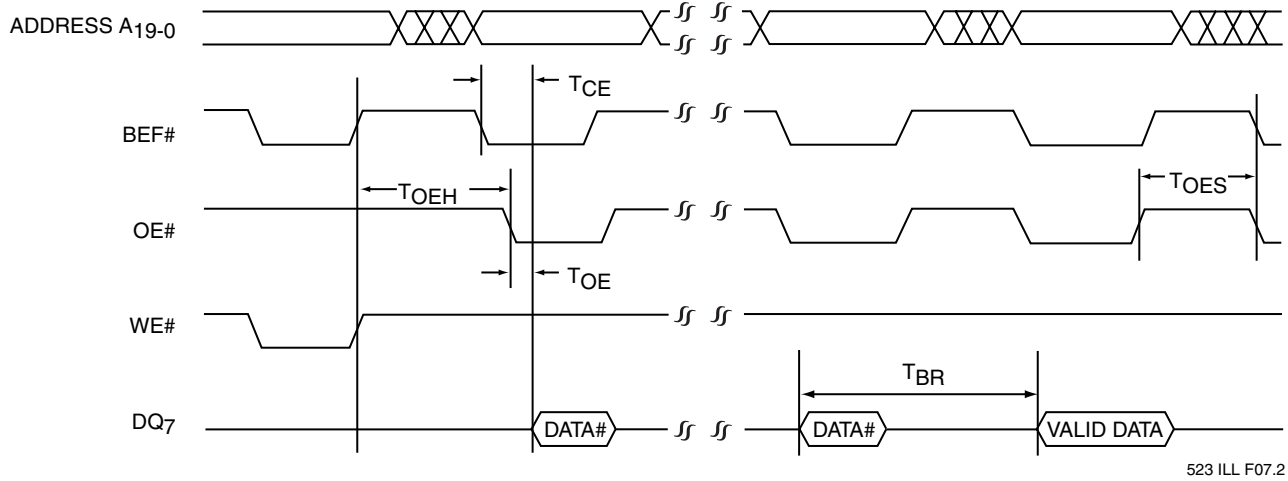 ADDRESS A19-0
TCE
BEF#
TOEH
TOES
OE#
TOE
WE#
TBR
DQ7
DATA#
DATA#
VALID DATA
523 ILL F07.2